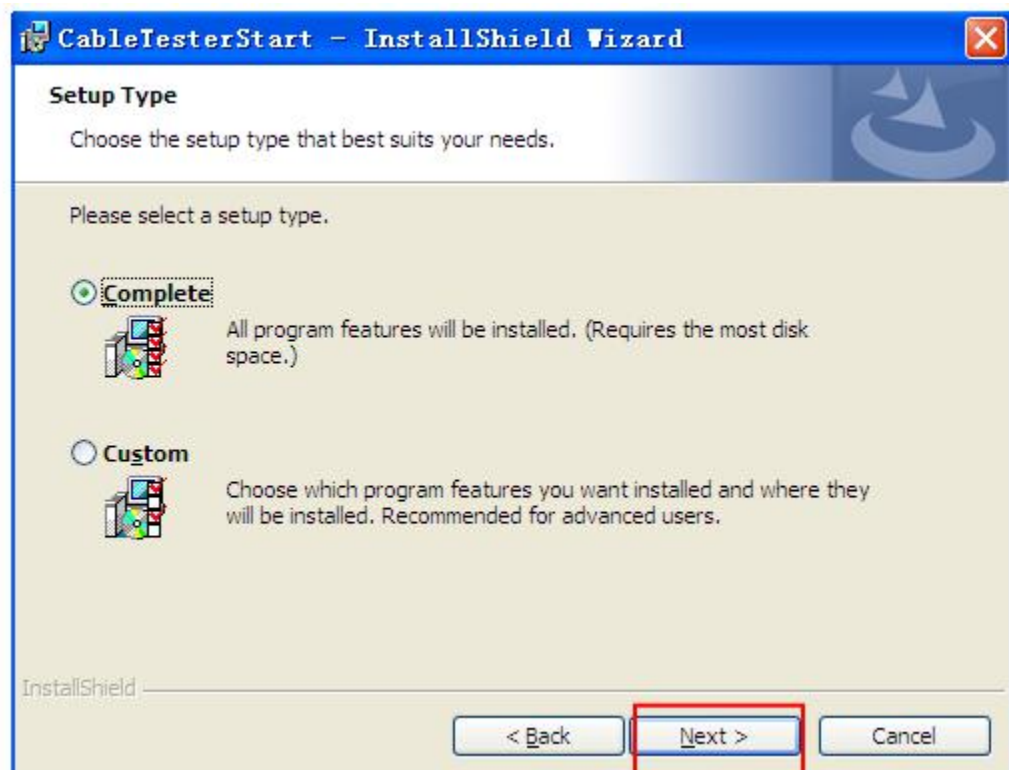 CableTesterStart - InstallShield Wizard
Setup Type
Choose the setup type that best suits your needs.
Please select a setup type.
Complete
All program features will be installed. (Requires the most disk
space.)
Custom
Choose which program features you want installed and where they
will be installed. Recommended for advanced users.
InstallShield
< Back
Next >
Cancel